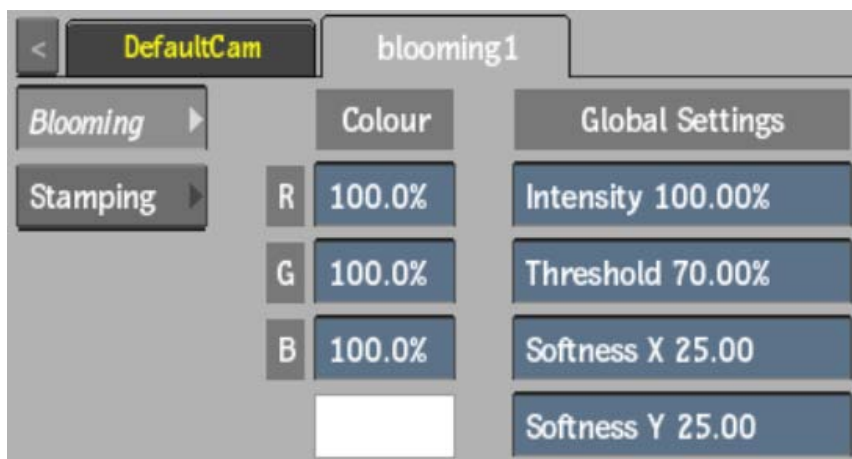 < DefaultCam blooming1
Blooming Colour Global Settings
Stamping R 100.0% Intensity 100.00%
G 100.0% Threshold 70.00%
B 100.0% Softness X 25.00
Softness Y 25.00